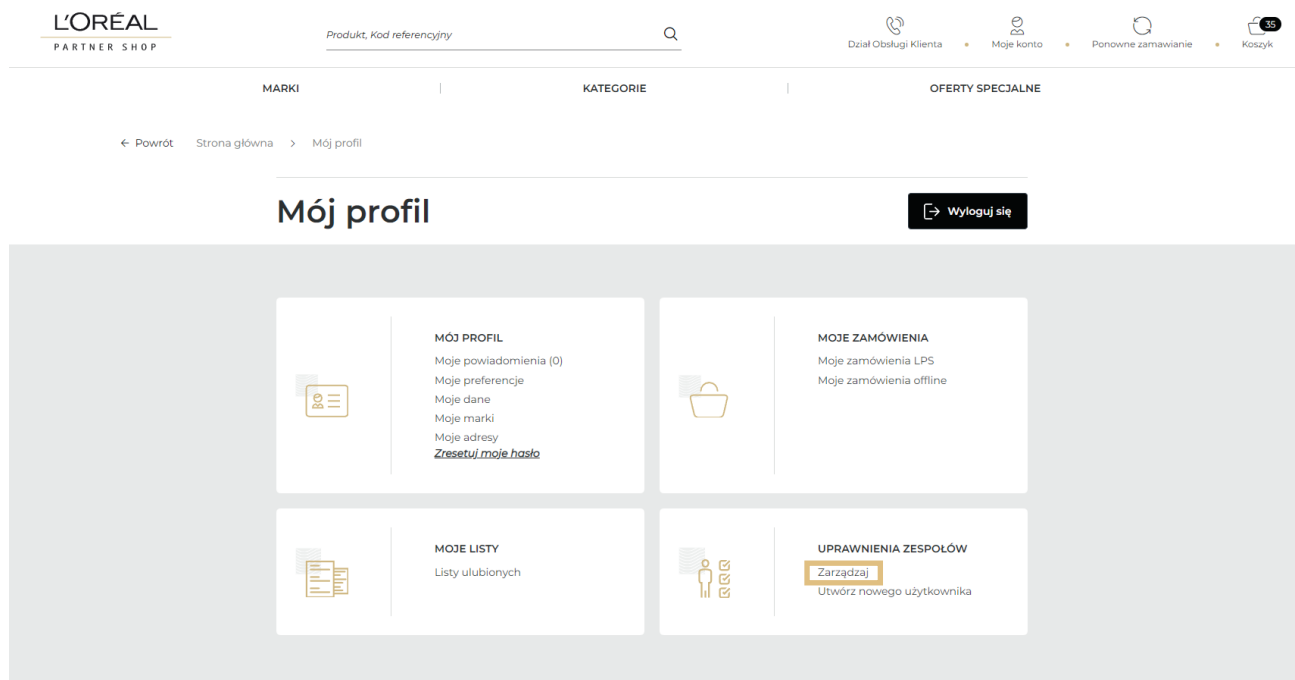 L'ORÉAL
PARTNER SHOP
Produkt, Kod referencyjny
Dział Obsługi Klienta
Moje konto
Ponowne zamawianie
35
Koszyk
MARKI
KATEGORIE
OFERTY SPECJALNE
← Powrót Strona główna > Mój profil
Mój profil
Wyloguj się
MÓJ PROFIL
Moje powiadomienia (0)
Moje preferencje
Moje dane
Moje marki
Moje adresy
Zresetuj moje hasło
MOJE ZAMÓWIENIA
Moje zamówienia LPS
Moje zamówienia offline
MOJE LISTY
Listy ulubionych
UPRAWNIENIA ZESPOŁÓW
Zarządzaj
Utwórz nowego użytkownika